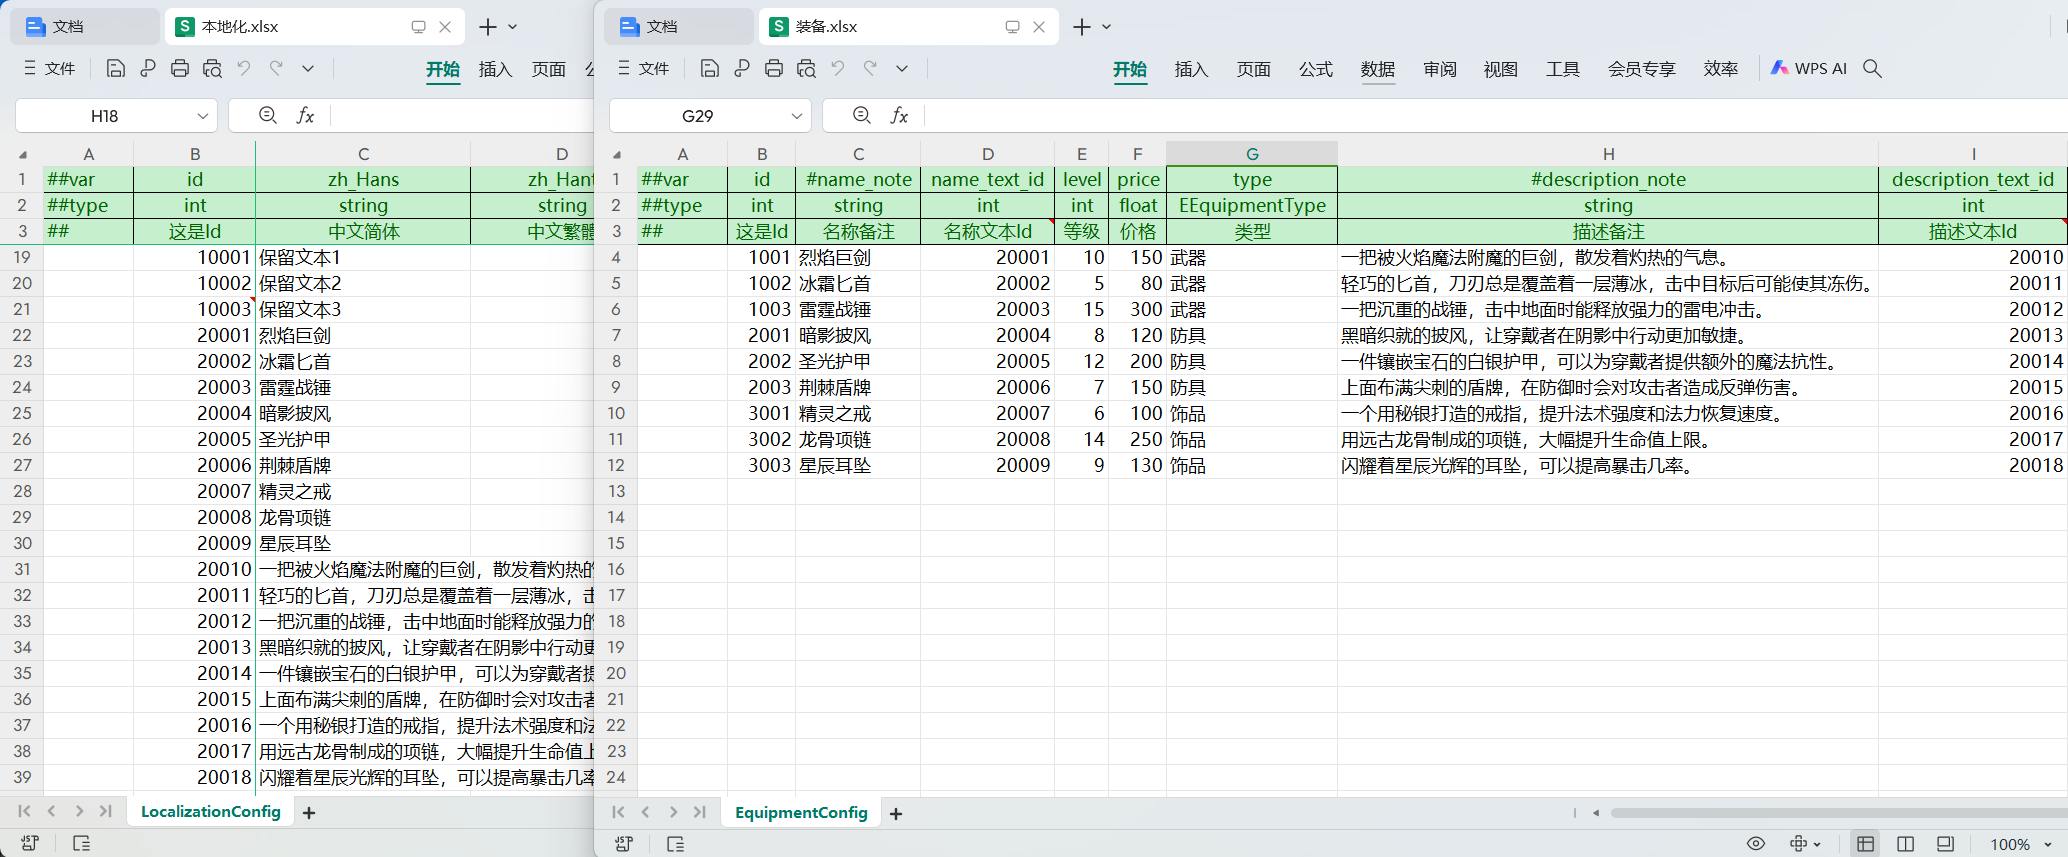 文档
本地化.xlsx
文件
开始 插入 页面
H18
fx
A B C D
1 ##var id zh_Hans zh_Hant
2 ##type int string string
3 ## 这是Id 中文简体 中文繁體
19 10001 保留文本1
20 10002 保留文本2
21 10003 保留文本3
22 20001 烈焰巨剑
23 20002 冰霜匕首
24 20003 雷霆战锤
25 20004 暗影披风
26 20005 圣光护甲
27 20006 荆棘盾牌
28 20007 精灵之戒
29 20008 龙骨项链
30 20009 星辰耳坠
31 20010 一把被火焰魔法附魔的巨剑，散发着灼热的
32 20011 轻巧的匕首，刀刃总是覆盖着一层薄冰，击
33 20012 一把沉重的战锤，击中地面时能释放强力的
34 20013 黑暗织就的披风，让穿戴者在阴影中行动更
35 20014 一件镶嵌宝石的白银护甲，可以为穿戴者提
36 20015 上面布满尖刺的盾牌，在防御时会对攻击者
37 20016 一个用秘银打造的戒指，提升法术强度和法
38 20017 用远古龙骨制成的项链，大幅提升生命值上
39 20018 闪耀着星辰光辉的耳坠，可以提高暴击几率
LocalizationConfig
文档
装备.xlsx
文件
开始 插入 页面 公式 数据 审阅 视图 工具 会员专享 效率 WPS AI
G29
fx
A B C D E F G H I
1 ##var id #name_note name_text_id level price type #description_note description_text_id
2 ##type int string int int float EEquipmentType string int
3 ## 这是Id 名称备注 名称文本Id 等级 价格 类型 描述备注 描述文本Id
4 1001 烈焰巨剑 20001 10 150 武器 一把被火焰魔法附魔的巨剑，散发着灼热的气息。 20010
5 1002 冰霜匕首 20002 5 80 武器 轻巧的匕首，刀刃总是覆盖着一层薄冰，击中目标后可能使其冻伤。 20011
6 1003 雷霆战锤 20003 15 300 武器 一把沉重的战锤，击中地面时能释放强力的雷电冲击。 20012
7 2001 暗影披风 20004 8 120 防具 黑暗织就的披风，让穿戴者在阴影中行动更加敏捷。 20013
8 2002 圣光护甲 20005 12 200 防具 一件镶嵌宝石的白银护甲，可以为穿戴者提供额外的魔法抗性。 20014
9 2003 荆棘盾牌 20006 7 150 防具 上面布满尖刺的盾牌，在防御时会对攻击者造成反弹伤害。 20015
10 3001 精灵之戒 20007 6 100 饰品 一个用秘银打造的戒指，提升法术强度和法力恢复速度。 20016
11 3002 龙骨项链 20008 14 250 饰品 用远古龙骨制成的项链，大幅提升生命值上限。 20017
12 3003 星辰耳坠 20009 9 130 饰品 闪耀着星辰光辉的耳坠，可以提高暴击几率。 20018
13
14
15
16
17
18
19
20
21
22
23
24
EquipmentConfig
100%